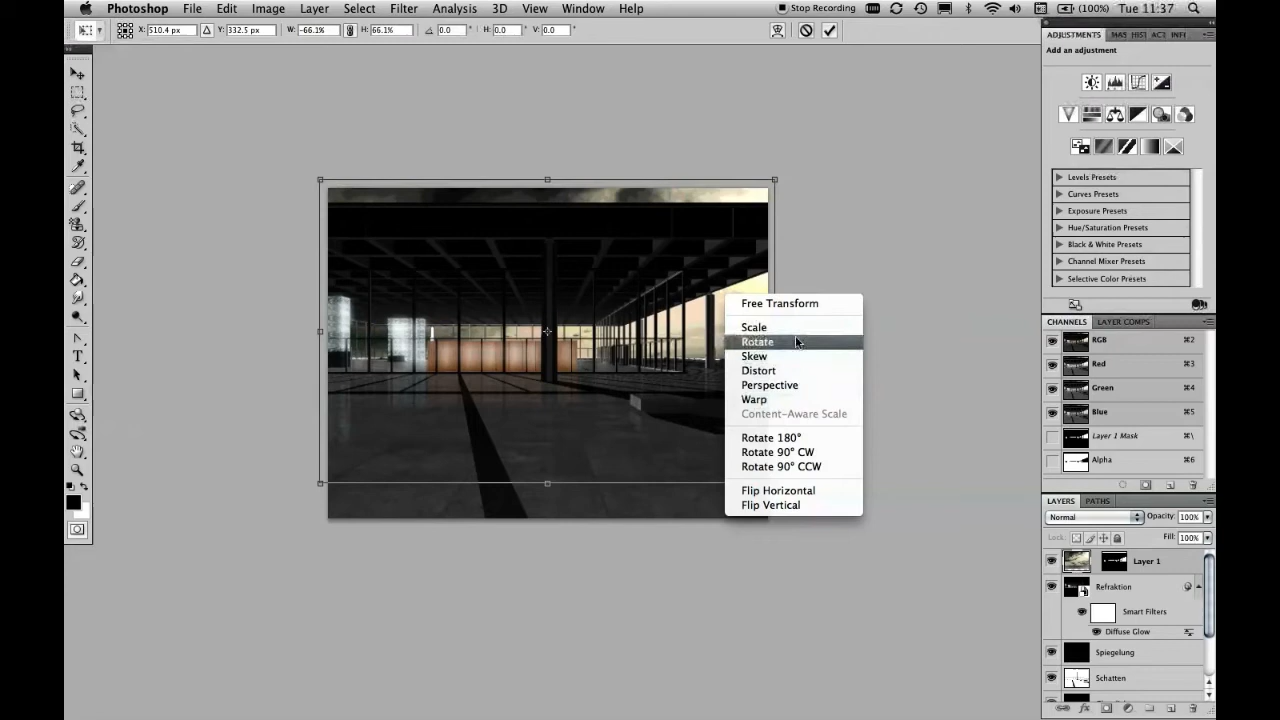 Photoshop File Edit Image Layer Select Filter Analysis 3D View Window Help Stop Recording (100%) Tue 11:37
X: 510.4 px Y: 332.5 px W: -66.1% H: 66.1% 0.0 ° H: 0.0 ° V: 0.0 °
ADJUSTMENTS MAS HIST ACT INFI
Add an adjustment
Levels Presets
Curves Presets
Exposure Presets
Hue/Saturation Presets
Black & White Presets
Channel Mixer Presets
Selective Color Presets
CHANNELS LAYER COMPS
RGB ⌘2
Red ⌘3
Green ⌘4
Blue ⌘5
Layer 1 Mask ⌘\
Alpha ⌘6
LAYERS PATHS
Normal Opacity: 100%
Lock: Fill: 100%
Layer 1
Refraktion
Smart Filters
Diffuse Glow
Spiegelung
Schatten
Free Transform
Scale
Rotate
Skew
Distort
Perspective
Warp
Content-Aware Scale
Rotate 180°
Rotate 90° CW
Rotate 90° CCW
Flip Horizontal
Flip Vertical